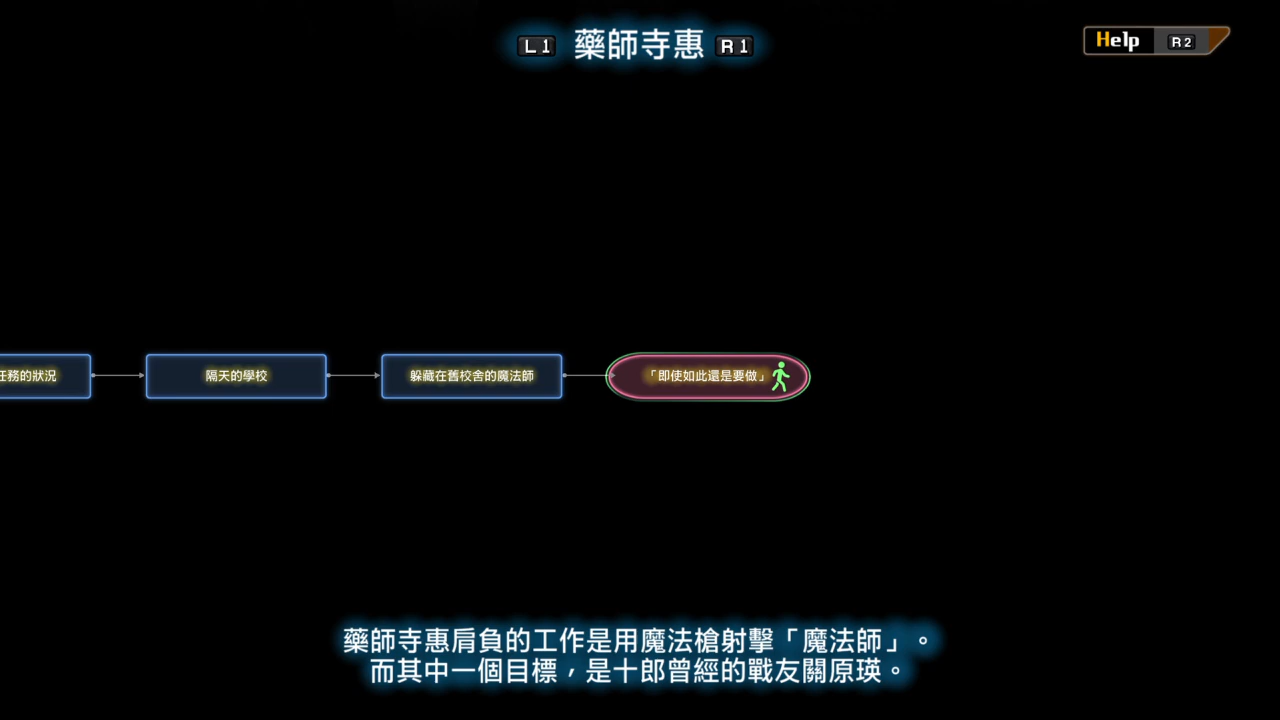 L1 藥師寺惠 R1
Help R2
任務的狀況
隔天的學校
躲藏在舊校舍的魔法師
「即使如此還是要做」
藥師寺惠肩負的工作是用魔法槍射擊「魔法師」。
而其中一個目標，是十郎曾經的戰友關原瑛。